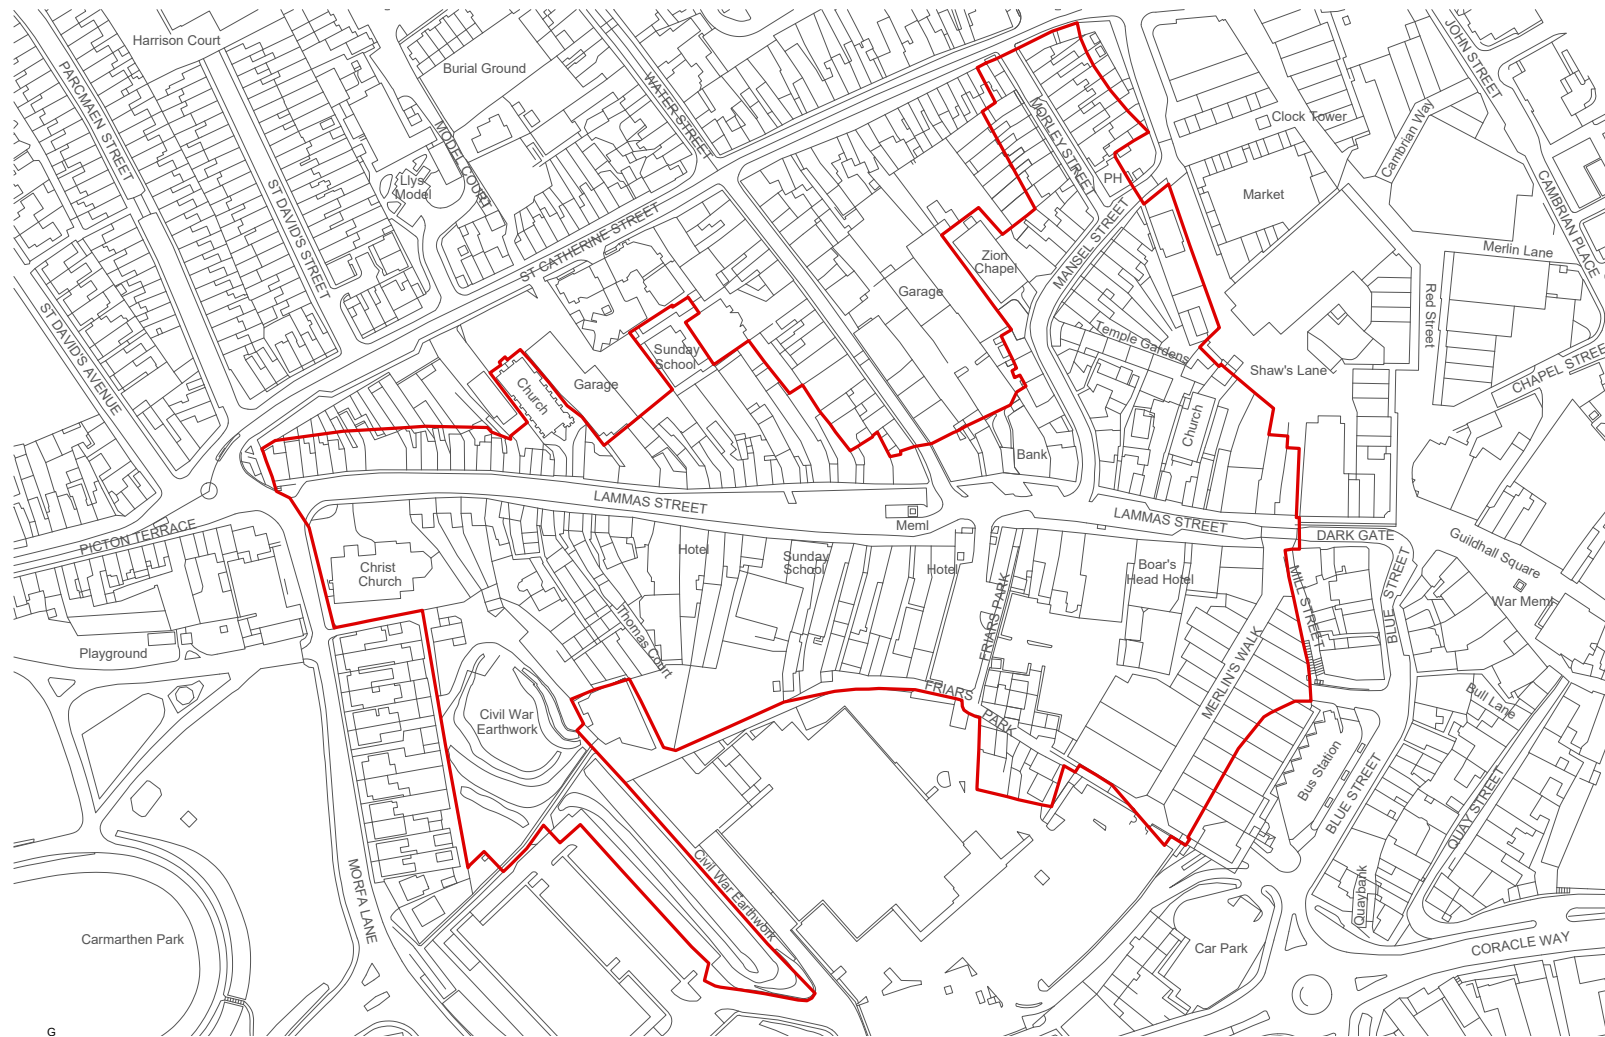 Harrison Court
Burial Ground
PARCMAEN STREET
WATER STREET
JOHN STREET
MODEL COURT
Clock Tower
Cambrian Way
MORLEY STREET
Llys
Model
PH
Market
ST DAVID'S STREET
CAMBRIAN PLACE
ST CATHERINE STREET
MANSEL STREET
Merlin Lane
Zion
Chapel
Garage
Red Street
ST DAVID'S AVENUE
Temple Gardens
Sunday
School
Shaw's Lane
CHAPEL STREE
Garage
Church
Church
Bank
LAMMAS STREET
LAMMAS STREET
Meml
PICTON TERRACE
DARK GATE
Guildhall Square
Hotel
Sunday
School
Hotel
Boar's
Head Hotel
Christ
Church
MILL STREET
BLUE STREET
War Meml
FRIARS PARK
Thomas Court
MERLIN'S WALK
Playground
FRIARS
PARK
Bull Lane
Civil War
Earthwork
Bus Station
BLUE STREET
QUAY STREET
Civil War Earthwork
MORFA LANE
Quaybank
Carmarthen Park
Car Park
CORACLE WAY
G